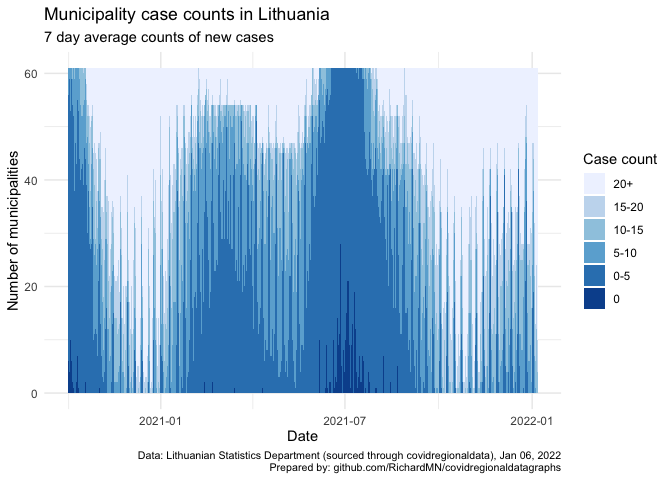 Municipality case counts in Lithuania
7 day average counts of new cases
Number of municipalities
60
40
20
0
2021-01
2021-07
2022-01
Date
Case count
20+
15-20
10-15
5-10
0-5
0
Data: Lithuanian Statistics Department (sourced through covidregionaldata), Jan 06, 2022
Prepared by: github.com/RichardMN/covidregionaldatagraphs